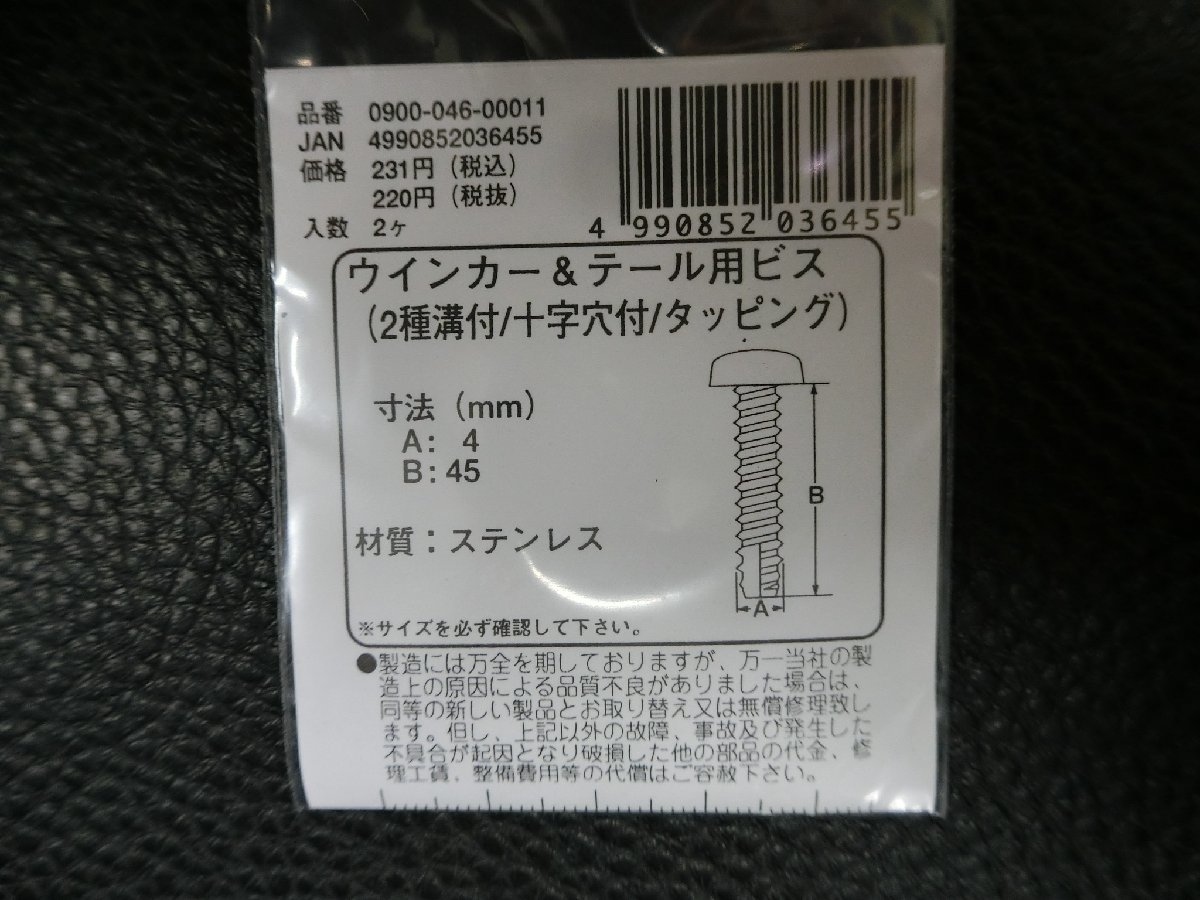 品番 0900-046-00011
JAN 4990852036455
価格 231円（税込）
220円（税抜）
入数 2ヶ
4 990852 036455
ウインカー&テール用ビス
（2種溝付/十字穴付/タッピング）
寸法（mm）
A: 4
B: 45
B
材質：ステンレス
A
※サイズを必ず確認して下さい。
●製造には万全を期しておりますが、万一当社の製
造上の原因による品質不良がありました場合は、
同等の新しい製品とお取り替え又は無償修理致し
ます。但し、上記以外の故障、事故及び発生した
不具合が起因となり破損した他の部品の代金、修
理工賃、整備費用等の代償はご容赦下さい。